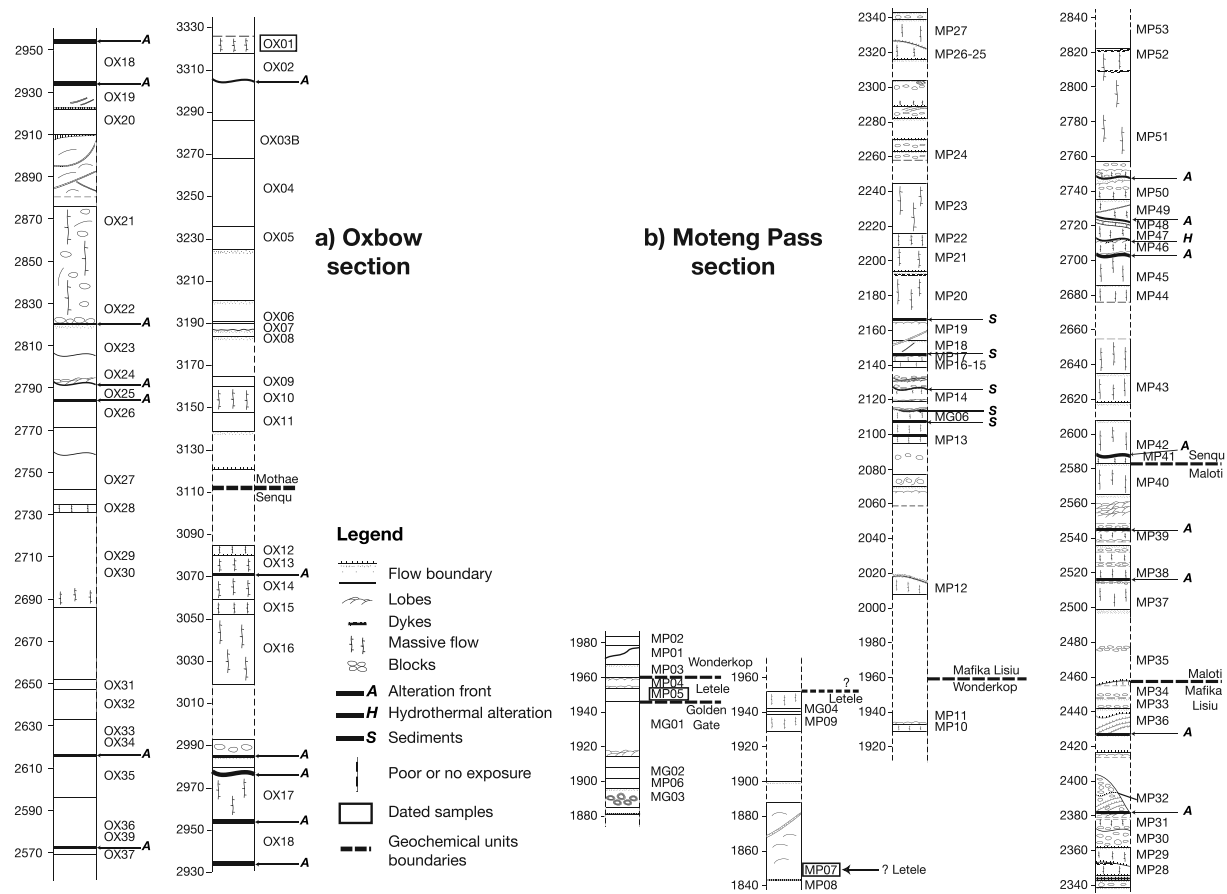 2950
2930
2910
2890
2870
2850
2830
2810
2790
2770
2750
2730
2710
2690
2670
2650
2630
2610
2590
2570
A
OX18
A
OX19
OX20
OX21
OX22
A
OX23
OX24
A
OX25
A
OX26
OX27
OX28
OX29
OX30
OX31
OX32
OX33
OX34
A
OX35
OX36
OX39
A
OX37
3330
3310
3290
3270
3250
3230
3210
3190
3170
3150
3130
3110
3090
3070
3050
3030
3010
2990
2970
2950
2930
OX01
OX02
A
OX03B
OX04
OX05
OX06
OX07
OX08
OX09
OX10
OX11
Mothae
Senqu
OX12
OX13
A
OX14
OX15
OX16
A
A
OX17
A
OX18
A
a) Oxbow
section
Legend
Flow boundary
Lobes
Dykes
Massive flow
Blocks
A Alteration front
H Hydrothermal alteration
S Sediments
Poor or no exposure
Dated samples
Geochemical units
boundaries
b) Moteng Pass
section
1980
1960
1940
1920
1900
1880
MP02
MP01
MP03
Wonderkop
MP04
MP05
Letele
Golden
Gate
MG01
MG02
MP06
MG03
1960
1940
1920
1900
1880
1860
1840
?
Letele
MG04
MP09
MP07
? Letele
MP08
2340
2320
2300
2280
2260
2240
2220
2200
2180
2160
2140
2120
2100
2080
2060
2040
2020
2000
1980
1960
1940
1920
MP27
MP26-25
MP24
MP23
MP22
MP21
MP20
S
MP19
MP18
S
MP17
MP16-15
S
MP14
S
MG06
S
MP13
MP12
Mafika Lisiu
Wonderkop
MP11
MP10
2840
2820
2800
2780
2760
2740
2720
2700
2680
2660
2640
2620
2600
2580
2560
2540
2520
2500
2480
2460
2440
2420
2400
2380
2360
2340
MP53
MP52
MP51
A
MP50
MP49
A
MP48
MP47
H
MP46
A
MP45
MP44
MP43
MP42
A
MP41
Senqu
Maloti
MP40
A
MP39
MP38
A
MP37
MP35
Maloti
Mafika
Lisiu
MP34
MP33
MP36
A
MP32
A
MP31
MP30
MP29
MP28